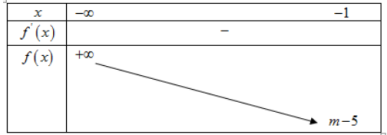 x −∞ −1
f'(x) −
f(x) +∞
m−5